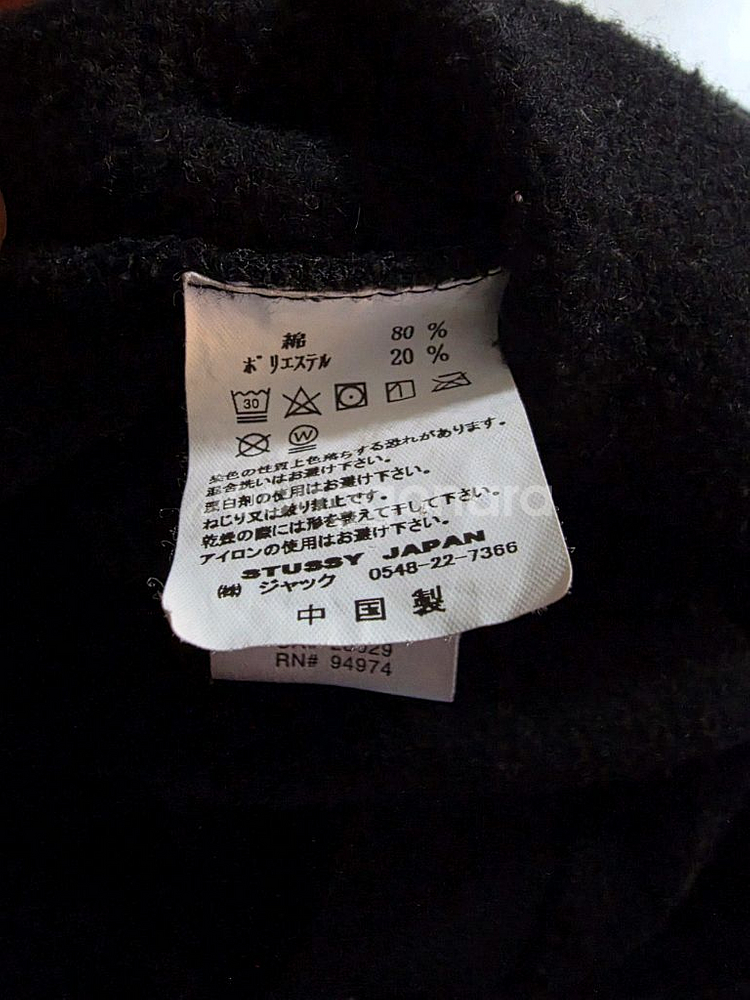 綿 80 %
ポリエステル 20 %
30
W
染色の性質上色落ちする恐れがあります。
混合洗いはお避け下さい。
漂白剤の使用はお避け下さい。
ねじり又は絞り禁止です。
乾燥の際には形を整えて干して下さい。
アイロンの使用はお避け下さい。
STUSSY JAPAN
㈱ ジャック 0548-22-7366
中国製
RN# 94974